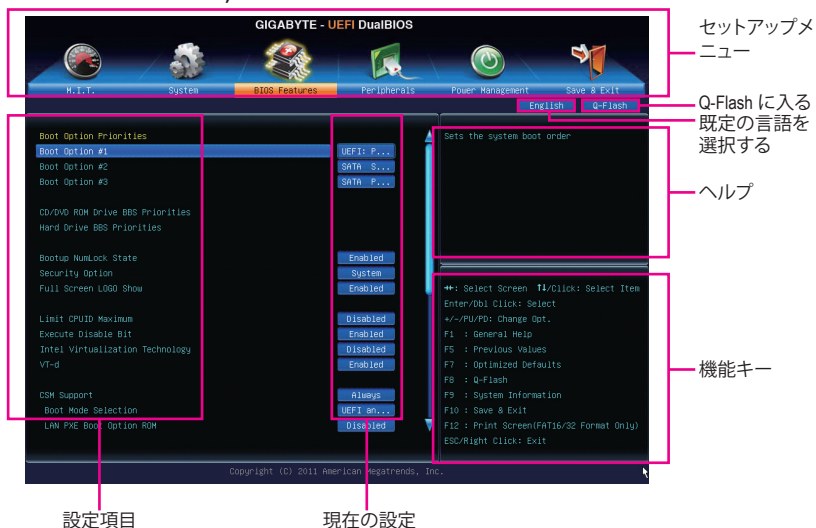 GIGABYTE - UEFI DualBIOS
セットアップメニュー
M.I.T.
System
BIOS Features
Peripherals
Power Management
Save & Exit
English
Q-Flash
Q-Flash に入る
既定の言語を
選択する
Boot Option Priorities
Boot Option #1 UEFI: P...
Boot Option #2 SATA S...
Boot Option #3 SATA P...
CD/DVD ROM Drive BBS Priorities
Hard Drive BBS Priorities
Bootup NumLock State Enabled
Security Option System
Full Screen LOGO Show Enabled
Limit CPUID Maximum Disabled
Execute Disable Bit Enabled
Intel Virtualization Technology Disabled
VT-d Enabled
CSM Support Always
Boot Mode Selection UEFI an...
LAN PXE Boot Option ROM Disabled
Sets the system boot order
ヘルプ
→←: Select Screen ↑↓/Click: Select Item
Enter/Dbl Click: Select
+/-/PU/PD: Change Opt.
F1 : General Help
F5 : Previous Values
F7 : Optimized Defaults
F8 : Q-Flash
F9 : System Information
F10 : Save & Exit
F12 : Print Screen(FAT16/32 Format Only)
ESC/Right Click: Exit
機能キー
Copyright (C) 2011 American Megatrends, Inc.
設定項目
現在の設定